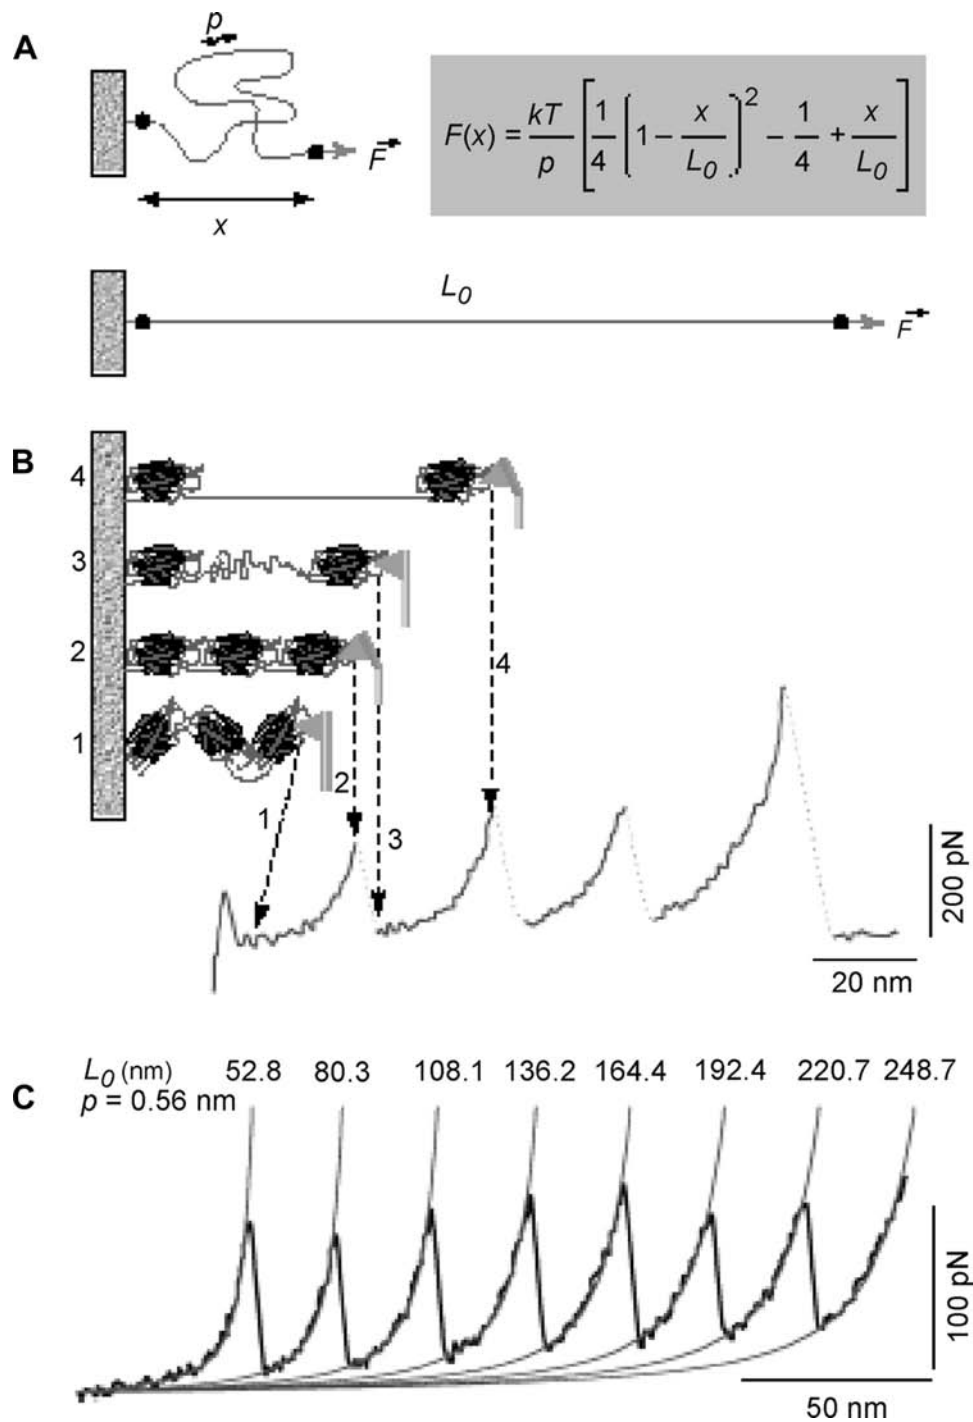 A
p
F
x
F(x) = kT/p [1/4 (1 − x/L₀)² − 1/4 + x/L₀]
L₀
F
B
4
3
2
1
1
2
3
4
200 pN
20 nm
C
L₀ (nm) 52.8 80.3 108.1 136.2 164.4 192.4 220.7 248.7
p = 0.56 nm
100 pN
50 nm